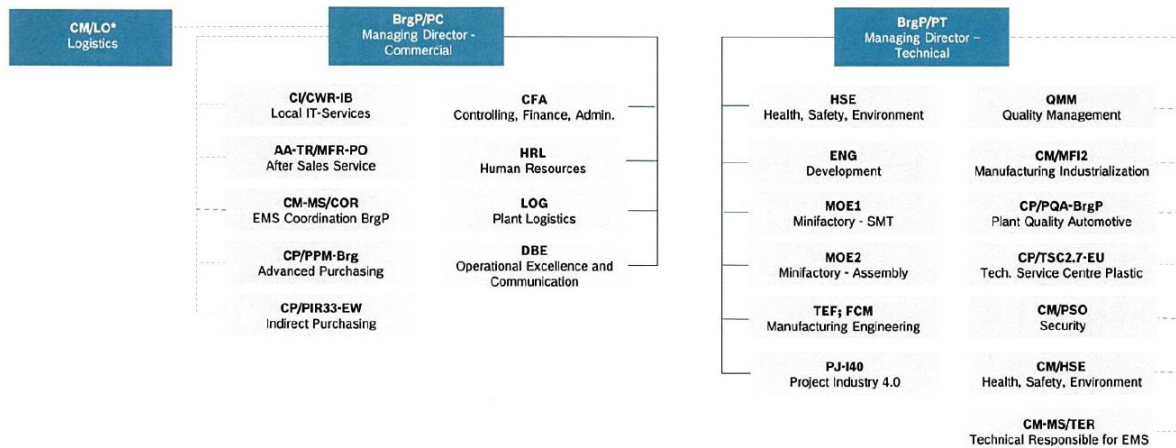 CM/LO*
Logistics
BrgP/PC
Managing Director -
Commercial
BrgP/PT
Managing Director –
Technical
CI/CWR-IB
Local IT-Services
AA-TR/MFR-PO
After Sales Service
CM-MS/COR
EMS Coordination BrgP
CP/PPM-Brg
Advanced Purchasing
CP/PIR33-EW
Indirect Purchasing
CFA
Controlling, Finance, Admin.
HRL
Human Resources
LOG
Plant Logistics
DBE
Operational Excellence and
Communication
HSE
Health, Safety, Environment
ENG
Development
MOE1
Minifactory - SMT
MOE2
Minifactory - Assembly
TEF; FCM
Manufacturing Engineering
PJ-I40
Project Industry 4.0
QMM
Quality Management
CM/MFI2
Manufacturing Industrialization
CP/PQA-BrgP
Plant Quality Automotive
CP/TSC2.7-EU
Tech. Service Centre Plastic
CM/PSO
Security
CM/HSE
Health, Safety, Environment
CM-MS/TER
Technical Responsible for EMS